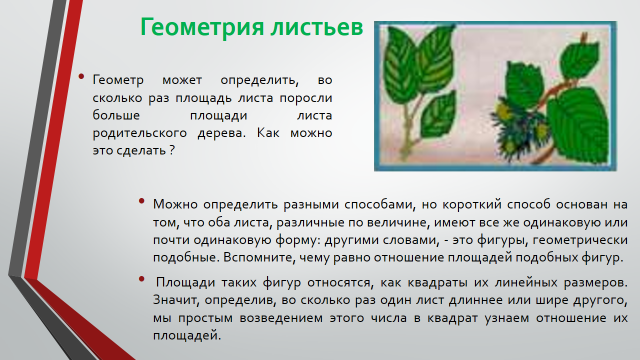 Геометрия листьев
• Геометр может определить, во
сколько раз площадь листа поросли
больше площади листа
родительского дерева. Как можно
это сделать ?
• Можно определить разными способами, но короткий способ основан на
том, что оба листа, различные по величине, имеют все же одинаковую или
почти одинаковую форму: другими словами, - это фигуры, геометрически
подобные. Вспомните, чему равно отношение площадей подобных фигур.
• Площади таких фигур относятся, как квадраты их линейных размеров.
Значит, определив, во сколько раз один лист длиннее или шире другого,
мы простым возведением этого числа в квадрат узнаем отношение их
площадей.